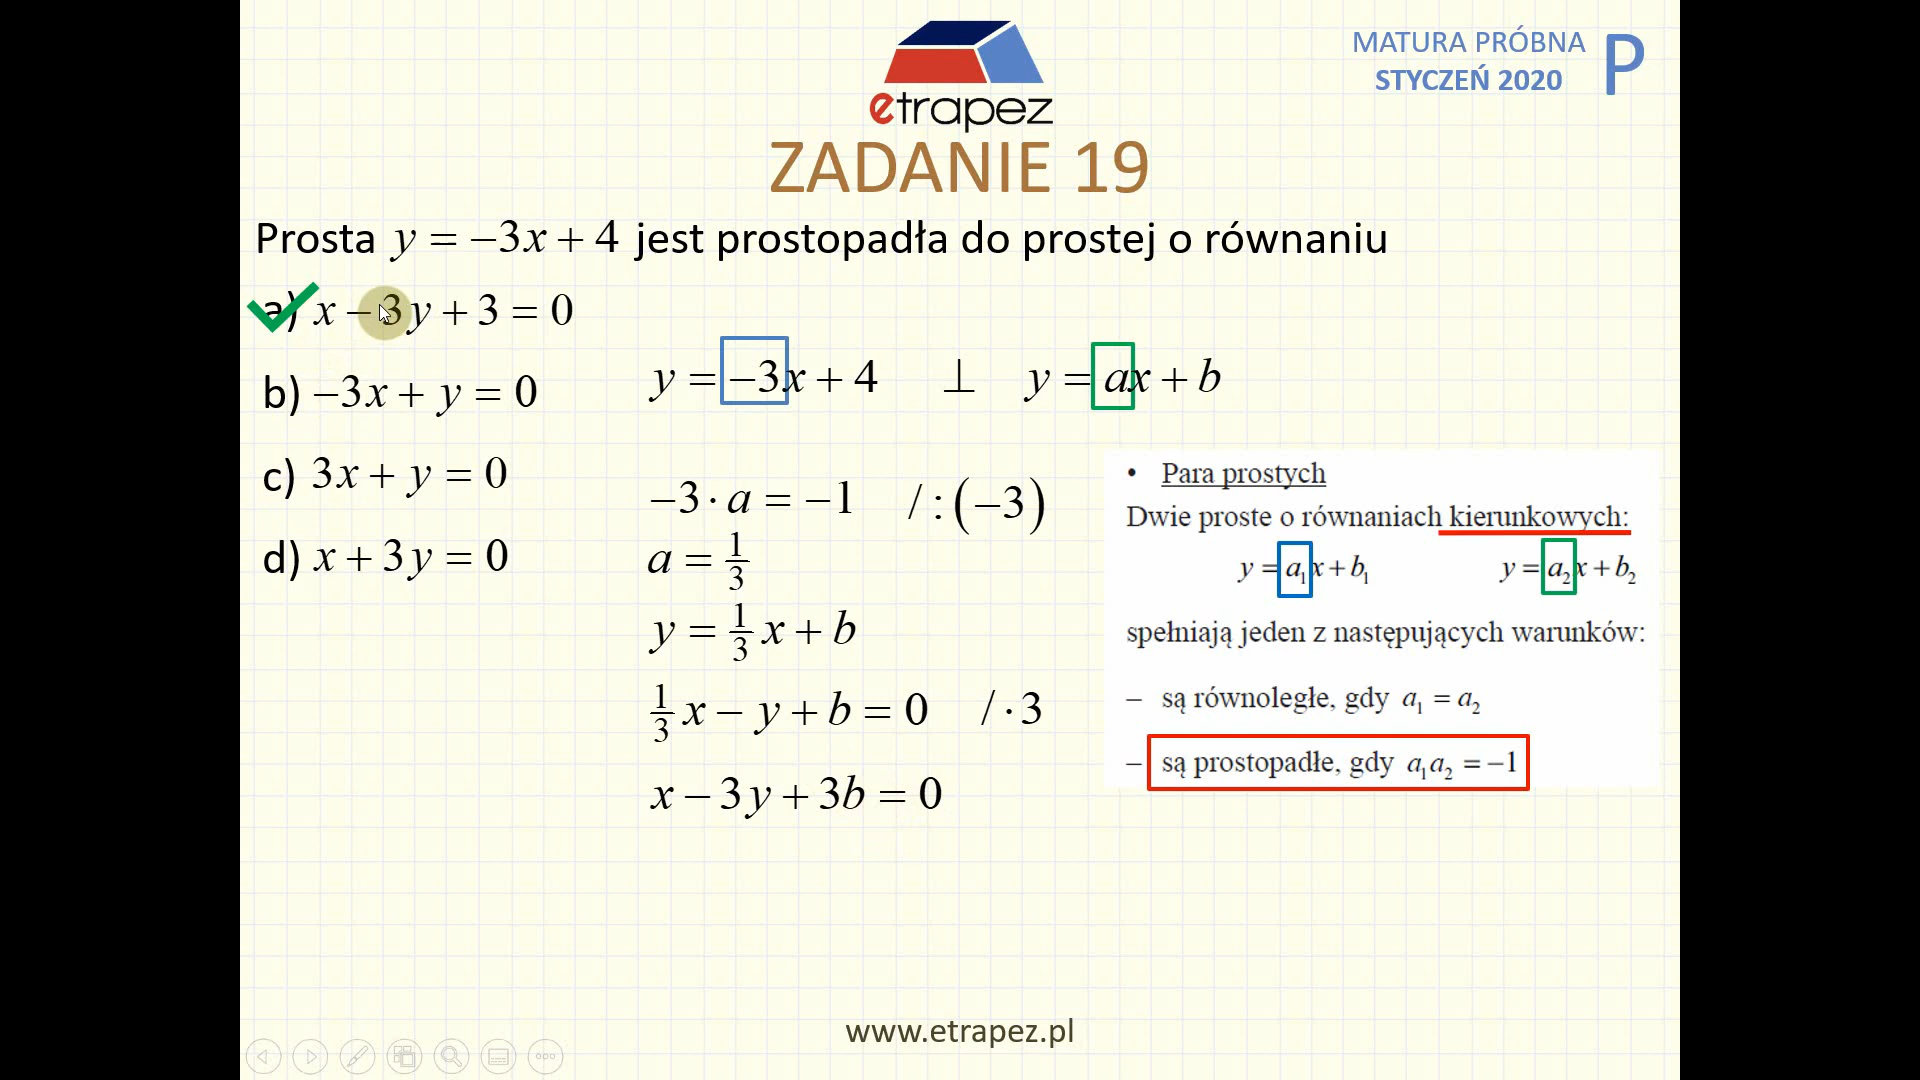 MATURA PRÓBNA
STYCZEŃ 2020
P
etrapez
ZADANIE 19
Prosta y = −3x + 4 jest prostopadła do prostej o równaniu
a) x − 3y + 3 = 0
b) −3x + y = 0
c) 3x + y = 0
d) x + 3y = 0
y = −3x + 4 ⊥ y = ax + b
−3 · a = −1 / : (−3)
a = 1/3
y = 1/3 x + b
1/3 x − y + b = 0 / · 3
x − 3y + 3b = 0
• Para prostych
Dwie proste o równaniach kierunkowych:
y = a₁x + b₁ y = a₂x + b₂
spełniają jeden z następujących warunków:
– są równoległe, gdy a₁ = a₂
– są prostopadłe, gdy a₁a₂ = −1
www.etrapez.pl